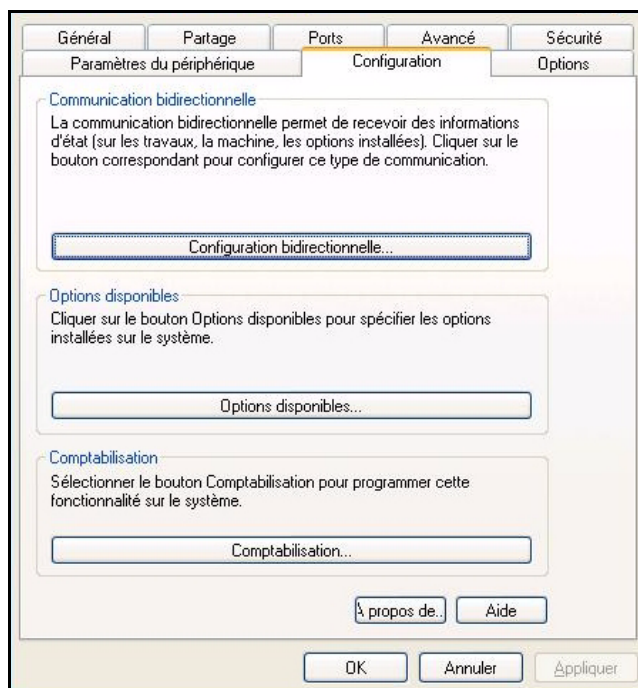 Général Partage Ports Avancé Sécurité
Paramètres du périphérique Configuration Options
Communication bidirectionnelle
La communication bidirectionnelle permet de recevoir des informations
d'état (sur les travaux, la machine, les options installées). Cliquer sur le
bouton correspondant pour configurer ce type de communication.
Configuration bidirectionnelle...
Options disponibles
Cliquer sur le bouton Options disponibles pour spécifier les options
installées sur le système.
Options disponibles...
Comptabilisation
Sélectionner le bouton Comptabilisation pour programmer cette
fonctionnalité sur le système.
Comptabilisation...
À propos de.. Aide
OK Annuler Appliquer